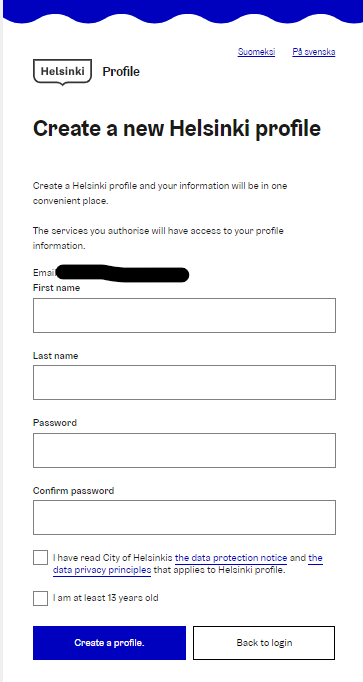 Suomeksi På svenska
Helsinki Profile
Create a new Helsinki profile
Create a Helsinki profile and your information will be in one
convenient place.
The services you authorise will have access to your profile
information.
Email
First name
Last name
Password
Confirm password
I have read City of Helsinkis the data protection notice and the
data privacy principles that applies to Helsinki profile.
I am at least 13 years old
Create a profile. Back to login